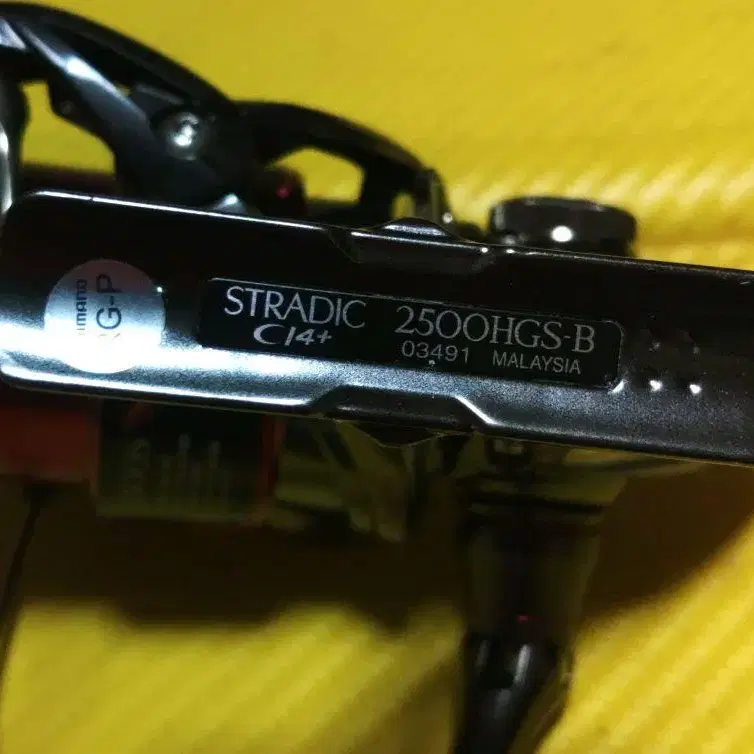 STRADIC 2500HGS-B
CI4+ 03491 MALAYSIA